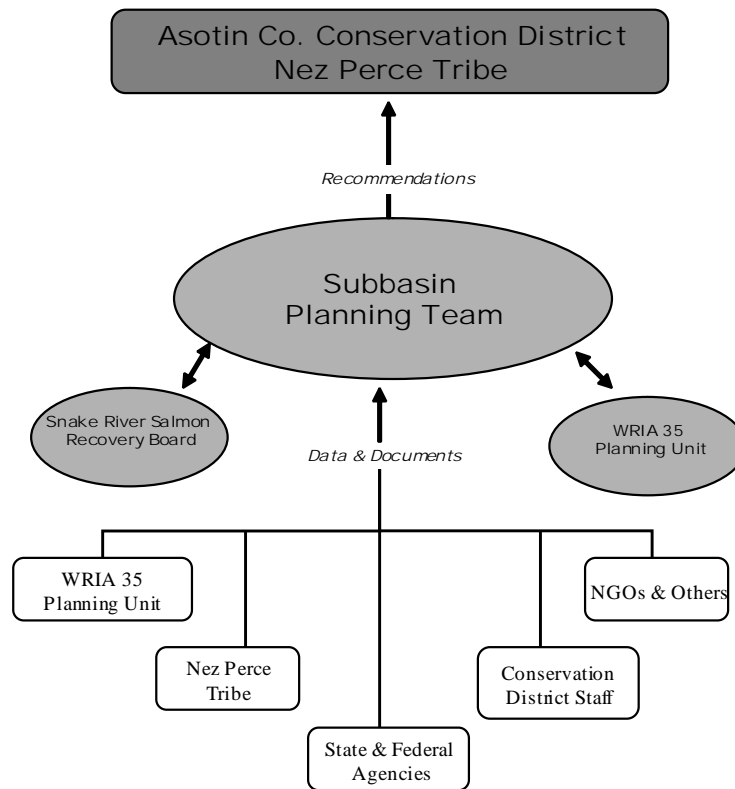 Asotin Co. Conservation District
Nez Perce Tribe
Recommendations
Subbasin
Planning Team
Snake River Salmon
Recovery Board
WRIA 35
Planning Unit
Data & Documents
WRIA 35
Planning Unit
NGOs & Others
Nez Perce
Tribe
Conservation
District Staff
State & Federal
Agencies